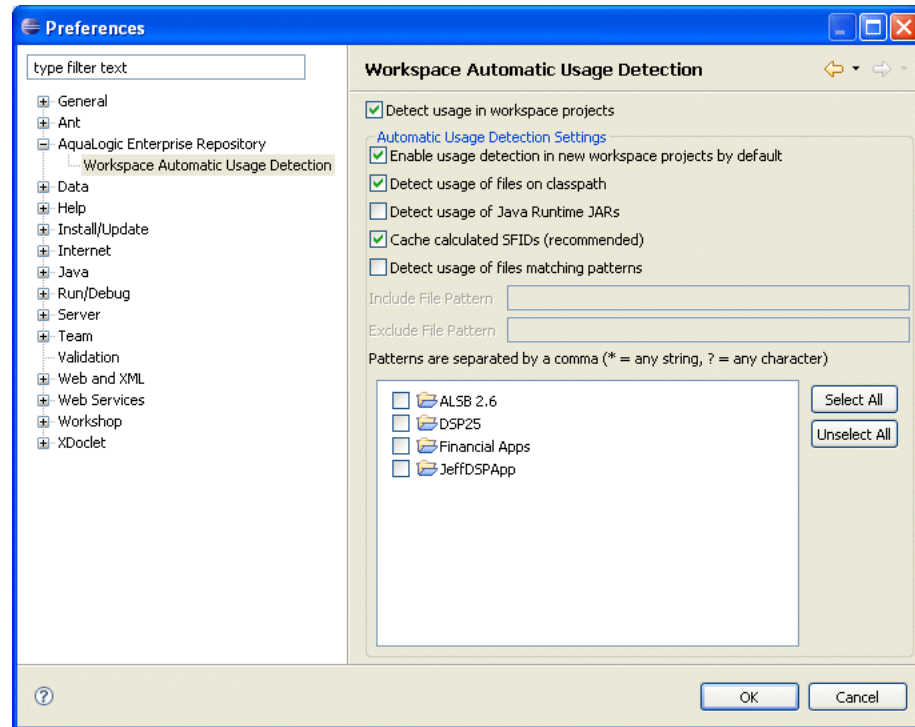 Preferences
type filter text
General
Ant
AquaLogic Enterprise Repository
Workspace Automatic Usage Detection
Data
Help
Install/Update
Internet
Java
Run/Debug
Server
Team
Validation
Web and XML
Web Services
Workshop
XDoclet
Workspace Automatic Usage Detection
Detect usage in workspace projects
Automatic Usage Detection Settings
Enable usage detection in new workspace projects by default
Detect usage of files on classpath
Detect usage of Java Runtime JARs
Cache calculated SFIDs (recommended)
Detect usage of files matching patterns
Include File Pattern
Exclude File Pattern
Patterns are separated by a comma (* = any string, ? = any character)
ALSB 2.6
DSP25
Financial Apps
JeffDSPApp
Select All
Unselect All
?
OK
Cancel